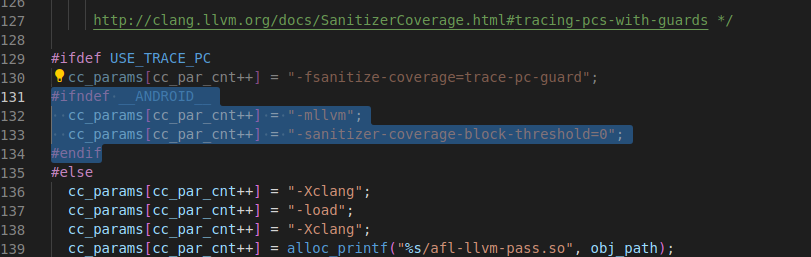 126
127 http://clang.llvm.org/docs/SanitizerCoverage.html#tracing-pcs-with-guards */
128
129 #ifdef USE_TRACE_PC
130 cc_params[cc_par_cnt++] = "-fsanitize-coverage=trace-pc-guard";
131 #ifndef·__ANDROID__
132 ··cc_params[cc_par_cnt++]·=·"-mllvm";
133 ··cc_params[cc_par_cnt++]·=·"-sanitizer-coverage-block-threshold=0";
134 #endif
135 #else
136 cc_params[cc_par_cnt++] = "-Xclang";
137 cc_params[cc_par_cnt++] = "-load";
138 cc_params[cc_par_cnt++] = "-Xclang";
139 cc_params[cc_par_cnt++] = alloc_printf("%s/afl-llvm-pass.so", obj_path);